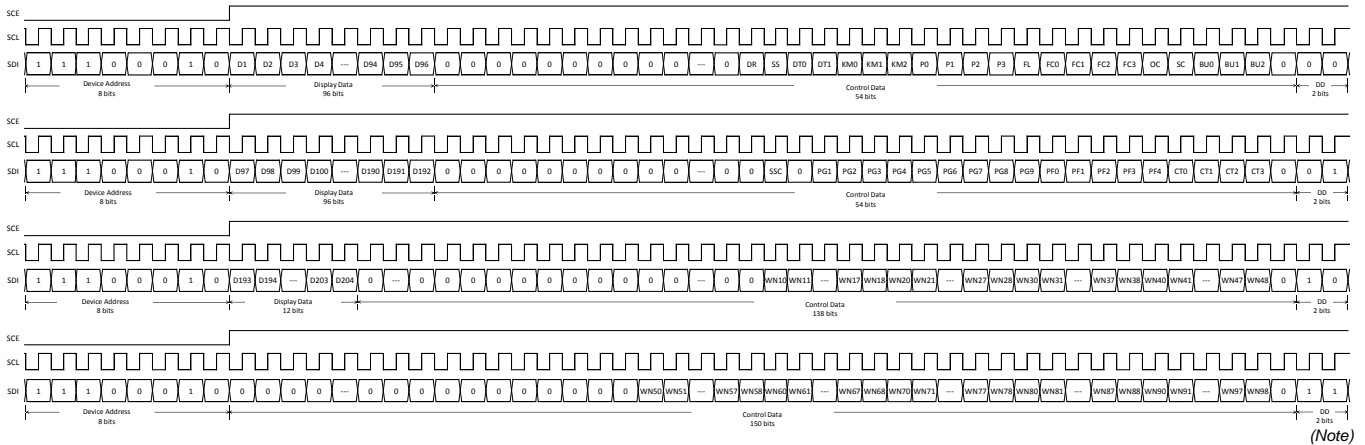 SCE
SCL
SDI 1 1 1 0 0 0 1 0 D1 D2 D3 D4 --- D94 D95 D96 0 0 0 0 0 0 0 0 0 0 --- 0 DR SS DT0 DT1 KM0 KM1 KM2 P0 P1 P2 P3 FL FC0 FC1 FC2 FC3 OC SC BU0 BU1 BU2 0 0 0
Device Address Display Data Control Data DD
8 bits 96 bits 54 bits 2 bits
SCE
SCL
SDI 1 1 1 0 0 0 1 0 D97 D98 D99 D100 --- D190 D191 D192 0 0 0 0 0 0 0 0 0 0 --- 0 0 SSC 0 PG1 PG2 PG3 PG4 PG5 PG6 PG7 PG8 PG9 PF0 PF1 PF2 PF3 PF4 CT0 CT1 CT2 CT3 0 0 1
Device Address Display Data Control Data DD
8 bits 96 bits 54 bits 2 bits
SCE
SCL
SDI 1 1 1 0 0 0 1 0 D193 D194 --- D203 D204 0 --- 0 0 0 0 0 0 0 0 0 0 0 --- 0 0 WN10 WN11 --- WN17 WN18 WN20 WN21 --- WN27 WN28 WN30 WN31 --- WN37 WN38 WN40 WN41 --- WN47 WN48 0 1 0
Device Address Display Data Control Data DD
8 bits 12 bits 138 bits 2 bits
SCE
SCL
SDI 1 1 1 0 0 0 1 0 0 0 0 0 --- 0 0 0 0 0 0 0 0 0 0 0 WN50 WN51 --- WN57 WN58 WN60 WN61 --- WN67 WN68 WN70 WN71 --- WN77 WN78 WN80 WN81 --- WN87 WN88 WN90 WN91 --- WN97 WN98 0 1 1
Device Address Control Data DD
8 bits 150 bits 2 bits
(Note)